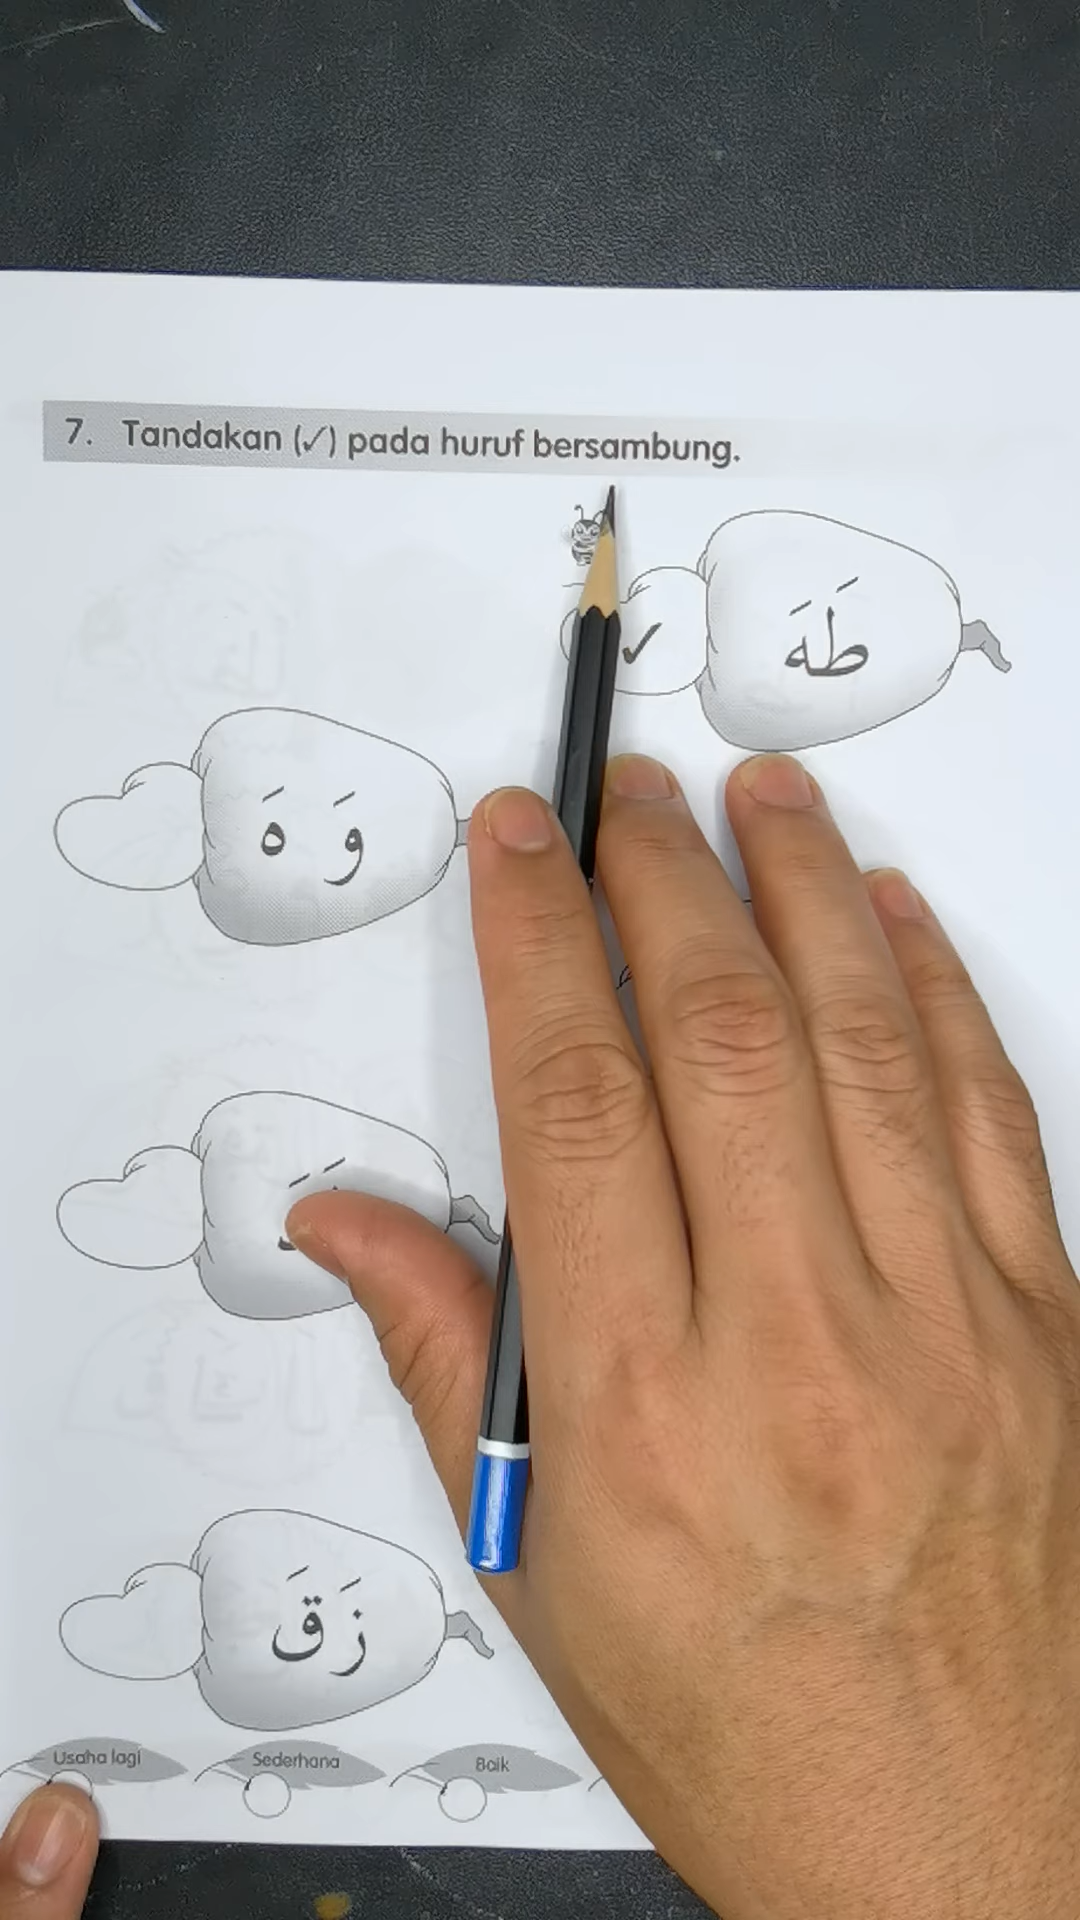 7. Tandakan (✓) pada huruf bersambung.
طَهَ
✓
وَ هَ
زَ قَ
Usaha lagi
Sederhana
Baik